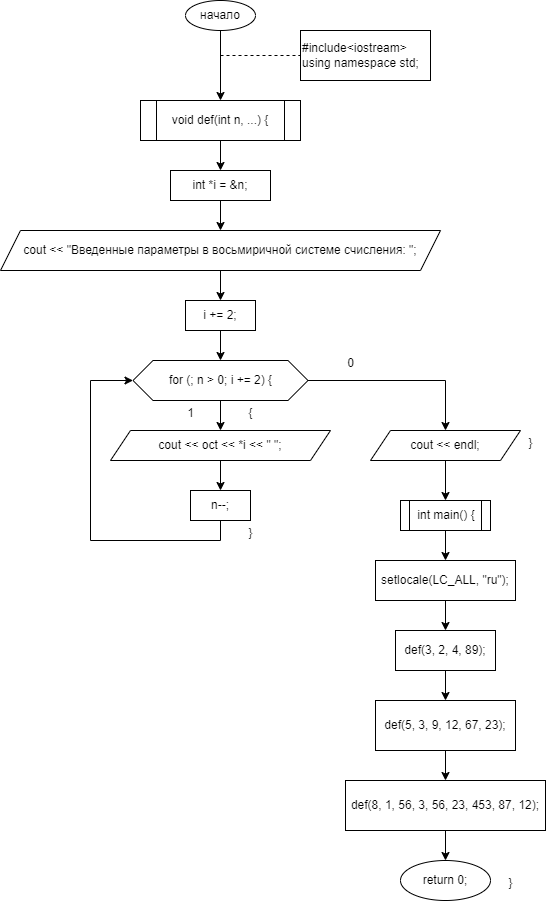 начало
#include<iostream>
using namespace std;
void def(int n, ...) {
int *i = &n;
cout << "Введенные параметры в восьмиричной системе счисления: ";
i += 2;
for (; n > 0; i += 2) {
0
1
{
cout << oct << *i << " ";
cout << endl;
}
n--;
}
int main() {
setlocale(LC_ALL, "ru");
def(3, 2, 4, 89);
def(5, 3, 9, 12, 67, 23);
def(8, 1, 56, 3, 56, 23, 453, 87, 12);
return 0;
}